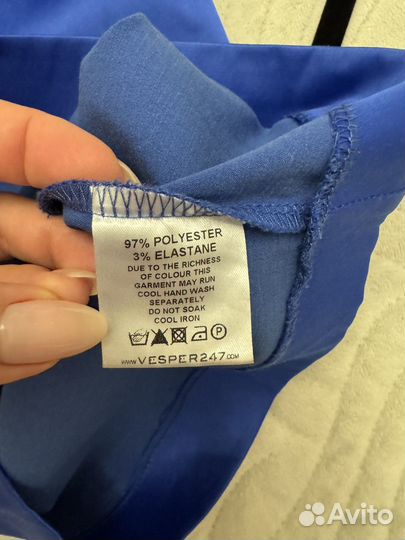 97% POLYESTER
3% ELASTANE
DUE TO THE RICHNESS
OF COLOUR THIS
GARMENT MAY RUN
COOL HAND WASH
SEPARATELY
DO NOT SOAK
COOL IRON
P
www.VESPER247.com
Avito